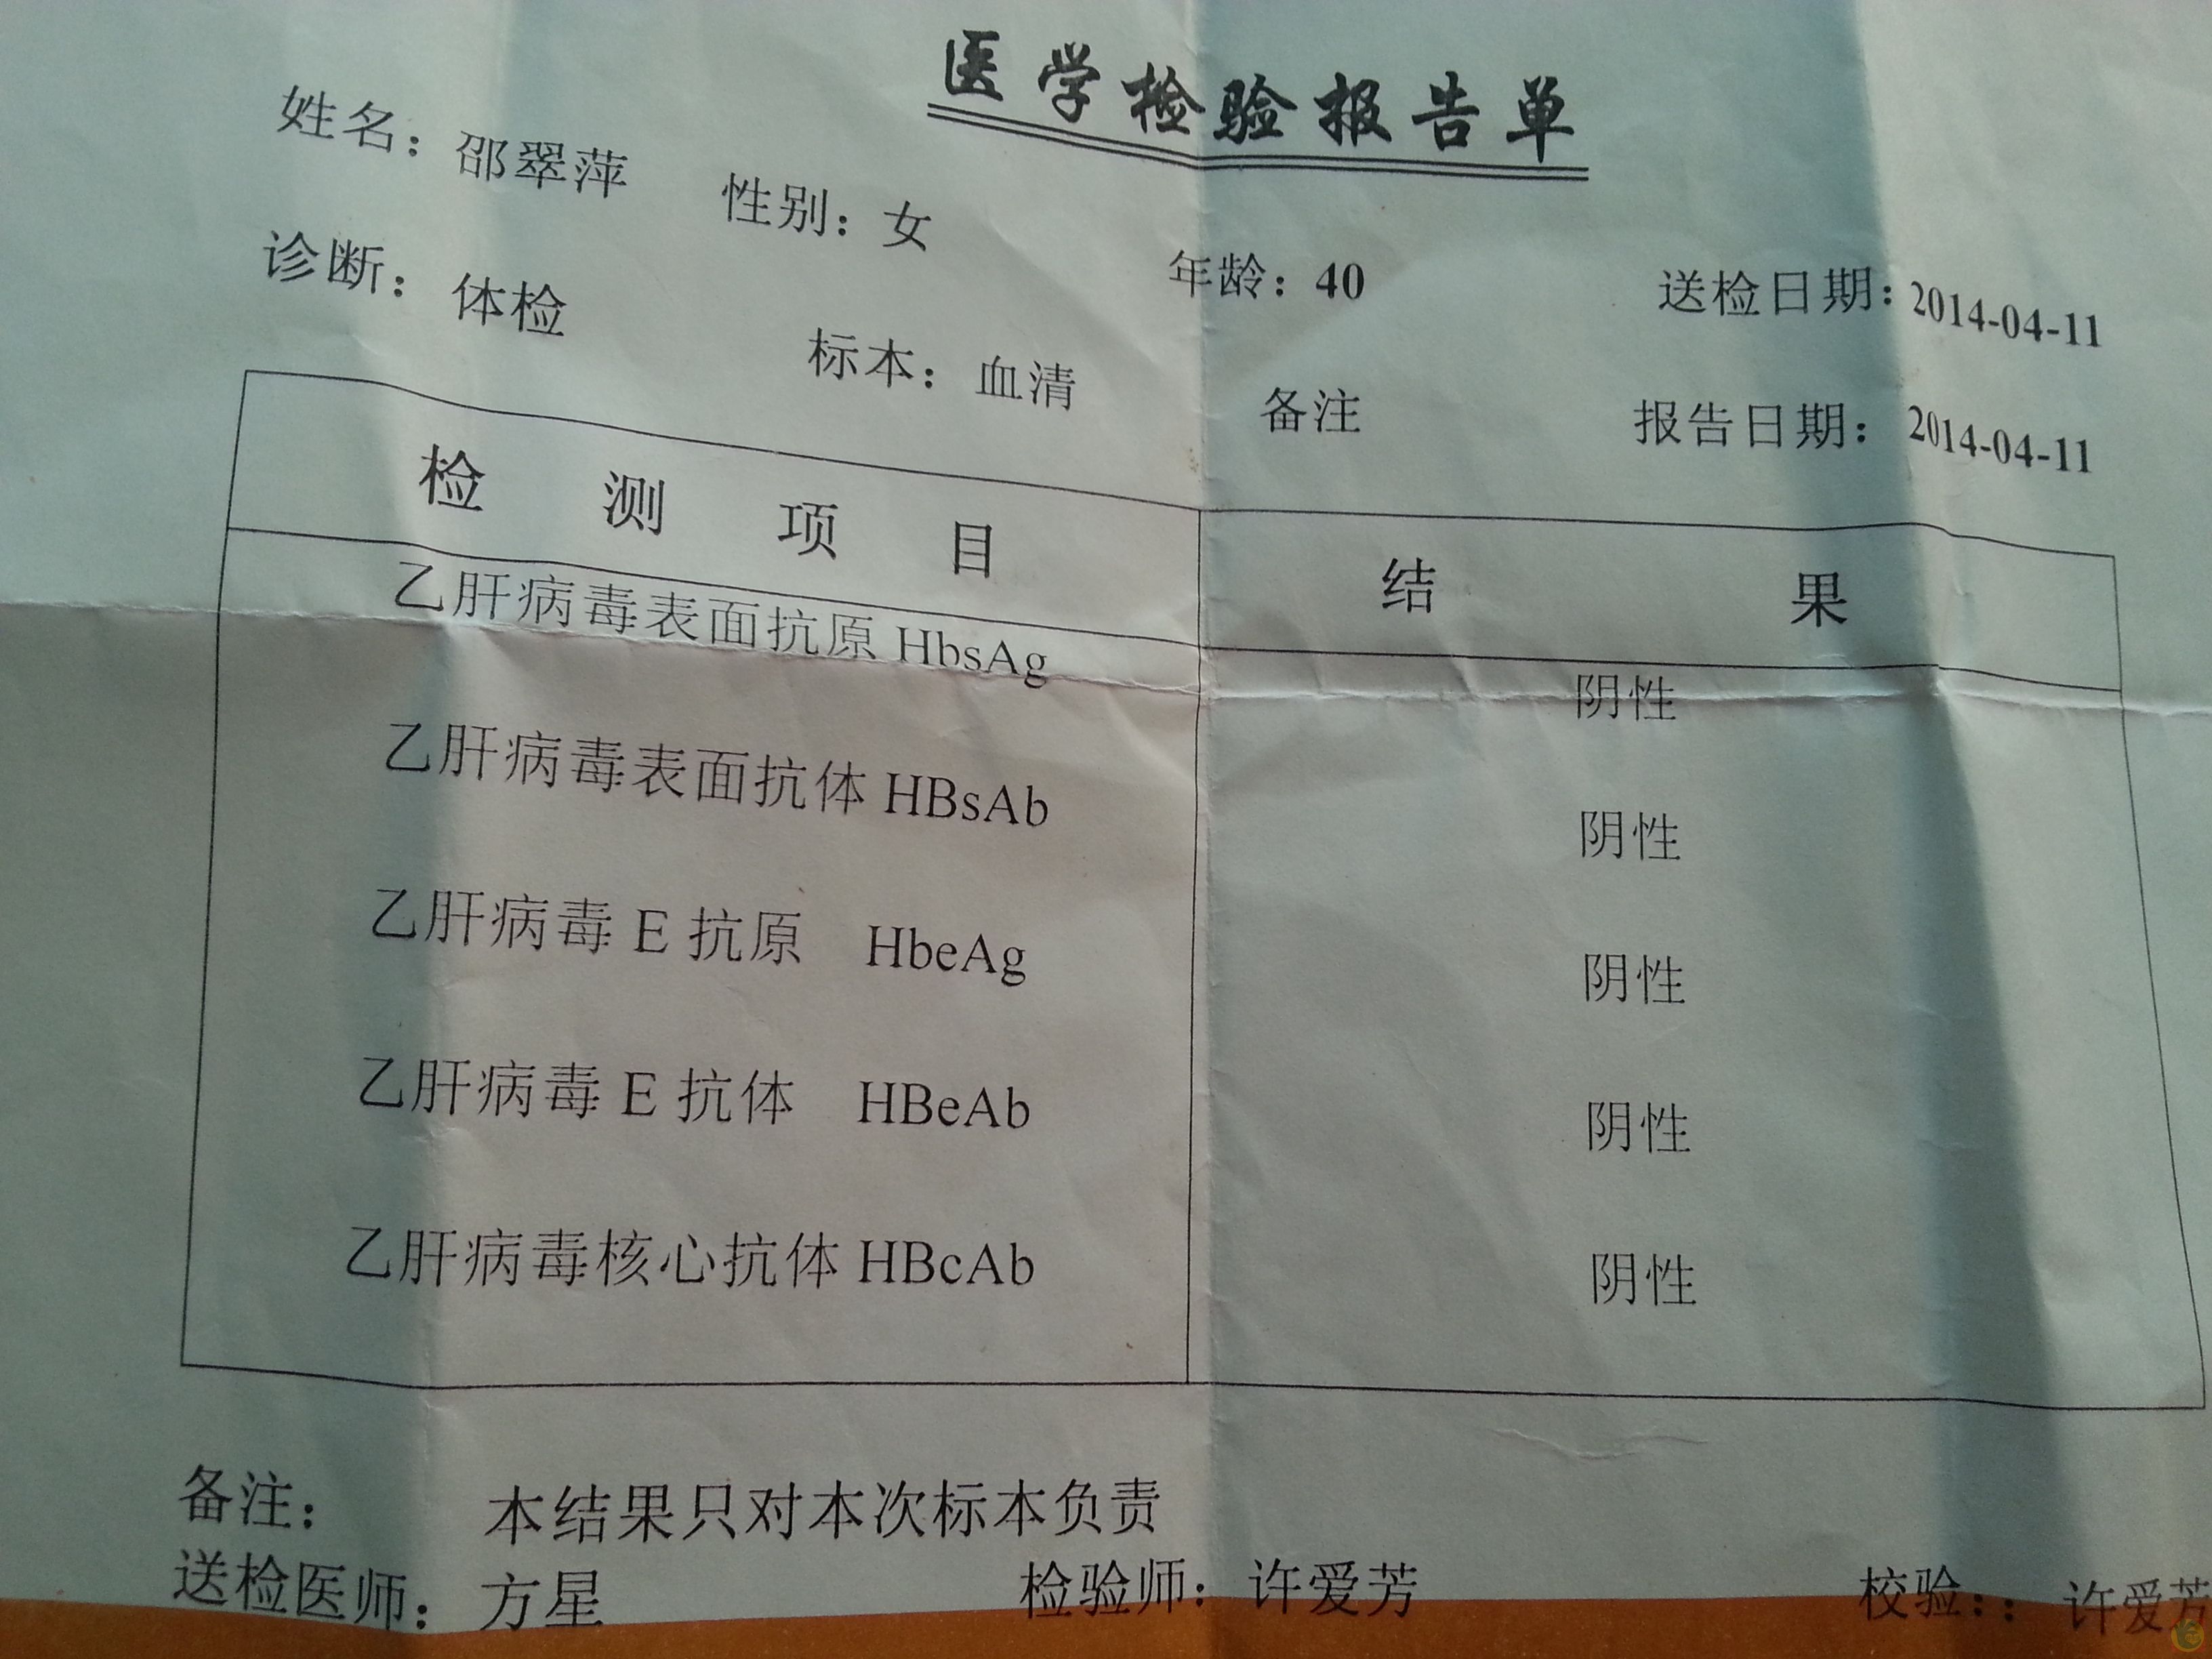 医学检验报告单
姓名：邵翠萍 性别：女 年龄：40 送检日期：2014-04-11
诊断：体检 标本：血清 备注 报告日期：2014-04-11
检测项目 结果
乙肝病毒表面抗原 HbsAg 阴性
乙肝病毒表面抗体 HBsAb 阴性
乙肝病毒 E 抗原 HbeAg 阴性
乙肝病毒 E 抗体 HBeAb 阴性
乙肝病毒核心抗体 HBcAb 阴性
备注： 本结果只对本次标本负责
送检医师：方星 检验师：许爱芳 校验：：许爱芳